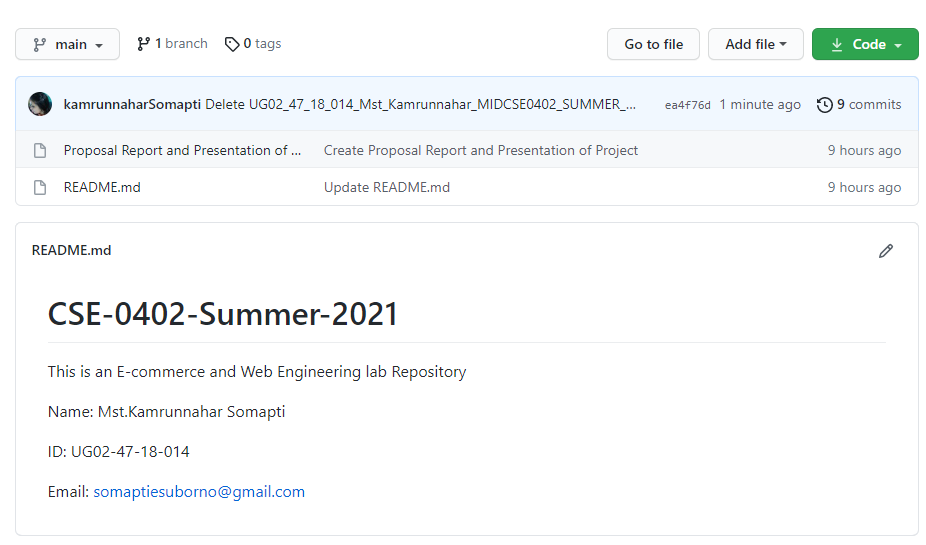 main 1 branch 0 tags Go to file Add file Code
kamrunnaharSomapti Delete UG02_47_18_014_Mst_Kamrunnahar_MIDCSE0402_SUMMER_... ea4f76d 1 minute ago 9 commits
Proposal Report and Presentation of ... Create Proposal Report and Presentation of Project 9 hours ago
README.md Update README.md 9 hours ago
README.md
CSE-0402-Summer-2021
This is an E-commerce and Web Engineering lab Repository
Name: Mst.Kamrunnahar Somapti
ID: UG02-47-18-014
Email: somaptiesuborno@gmail.com